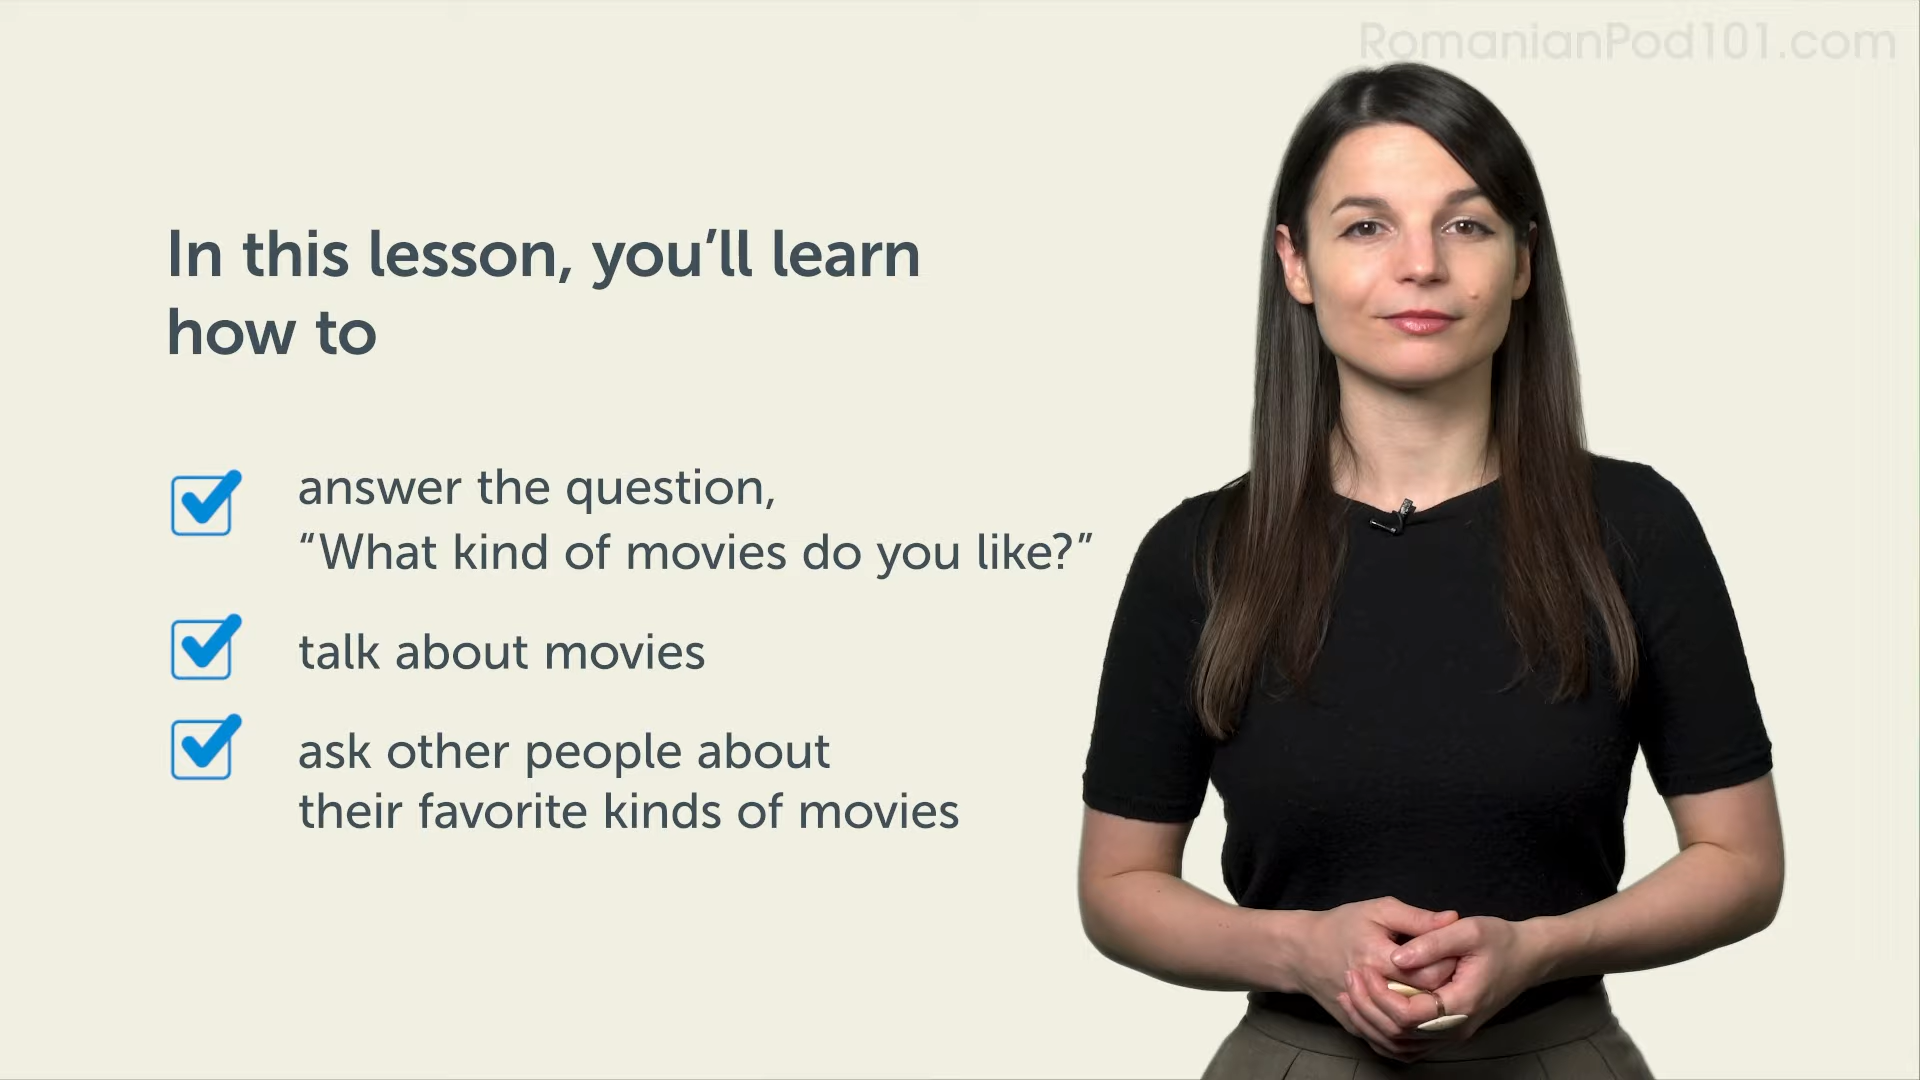 RomanianPod101.com
In this lesson, you’ll learn
how to
answer the question,
“What kind of movies do you like?”
talk about movies
ask other people about
their favorite kinds of movies